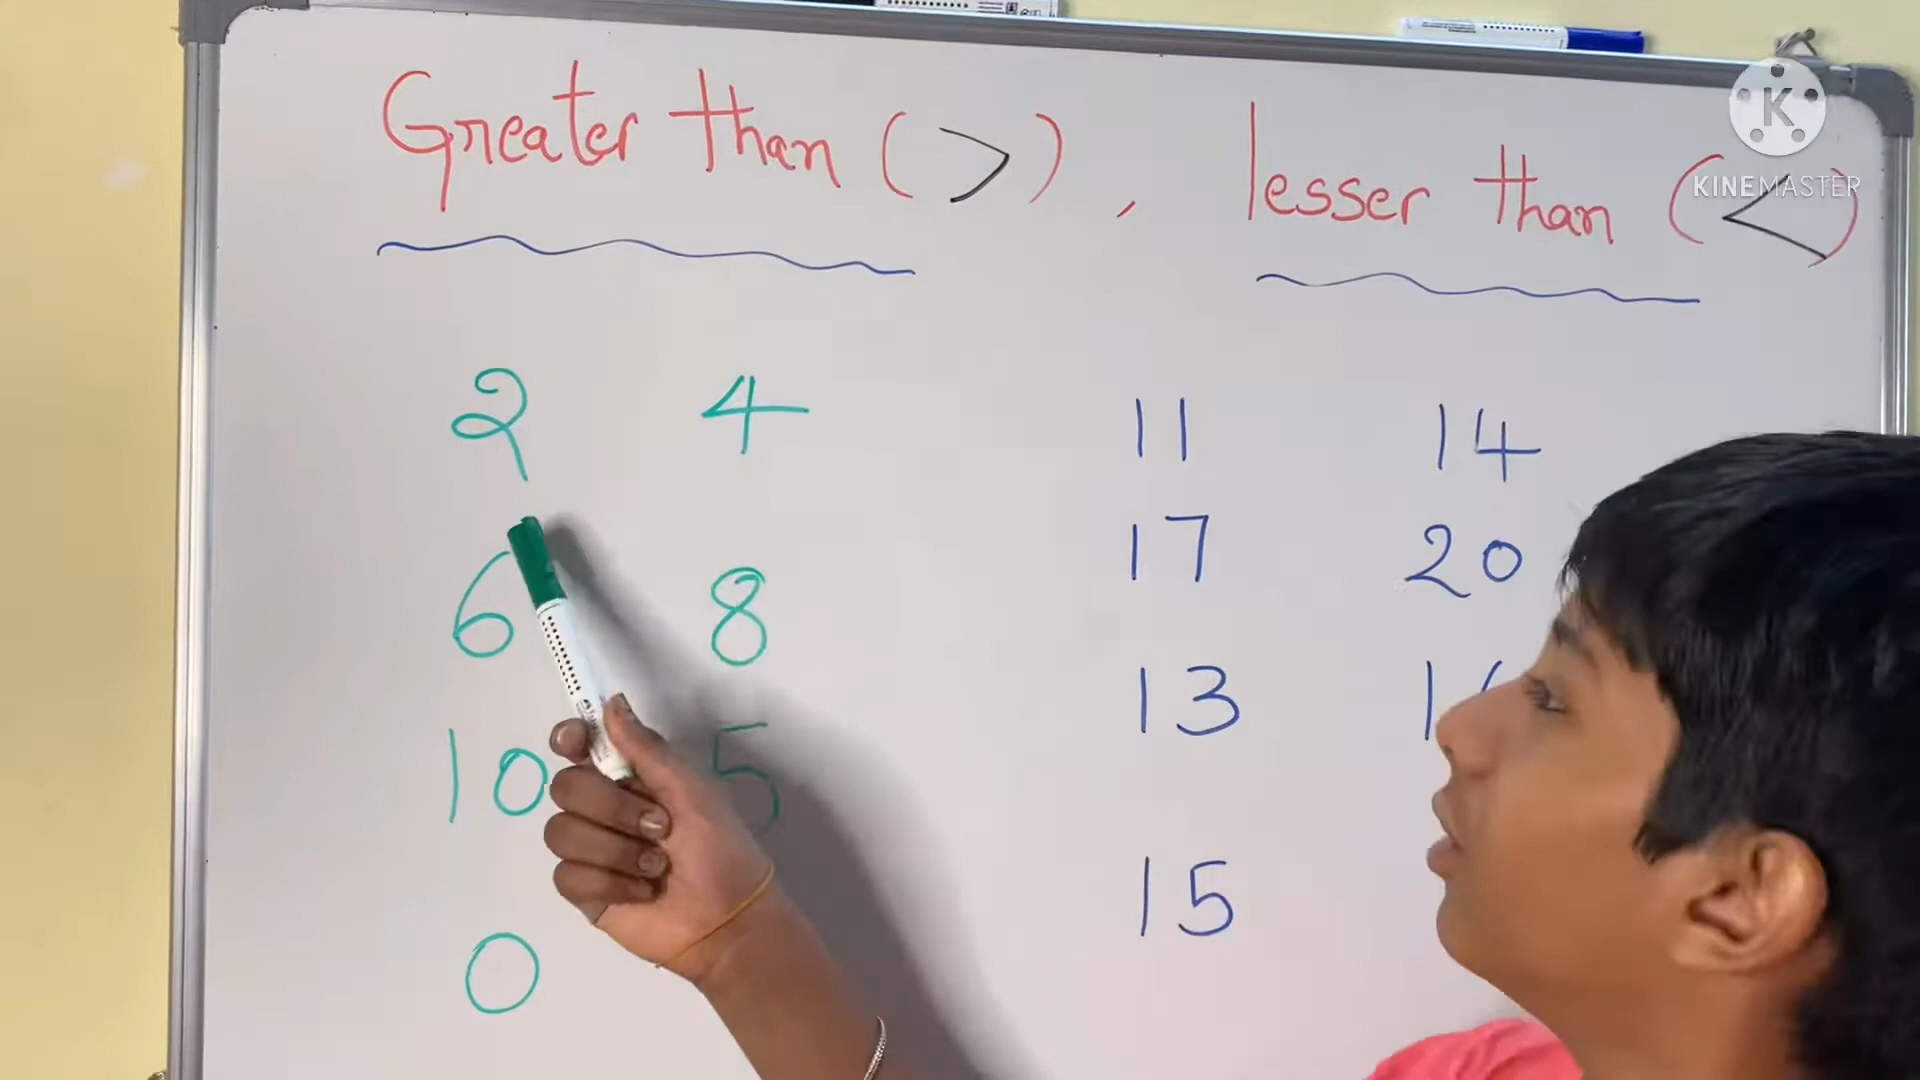 Greater than (>), lesser than (<)
K
KINEMASTER
2 4 11 14
6 8 17 20
10 5 13
0 15